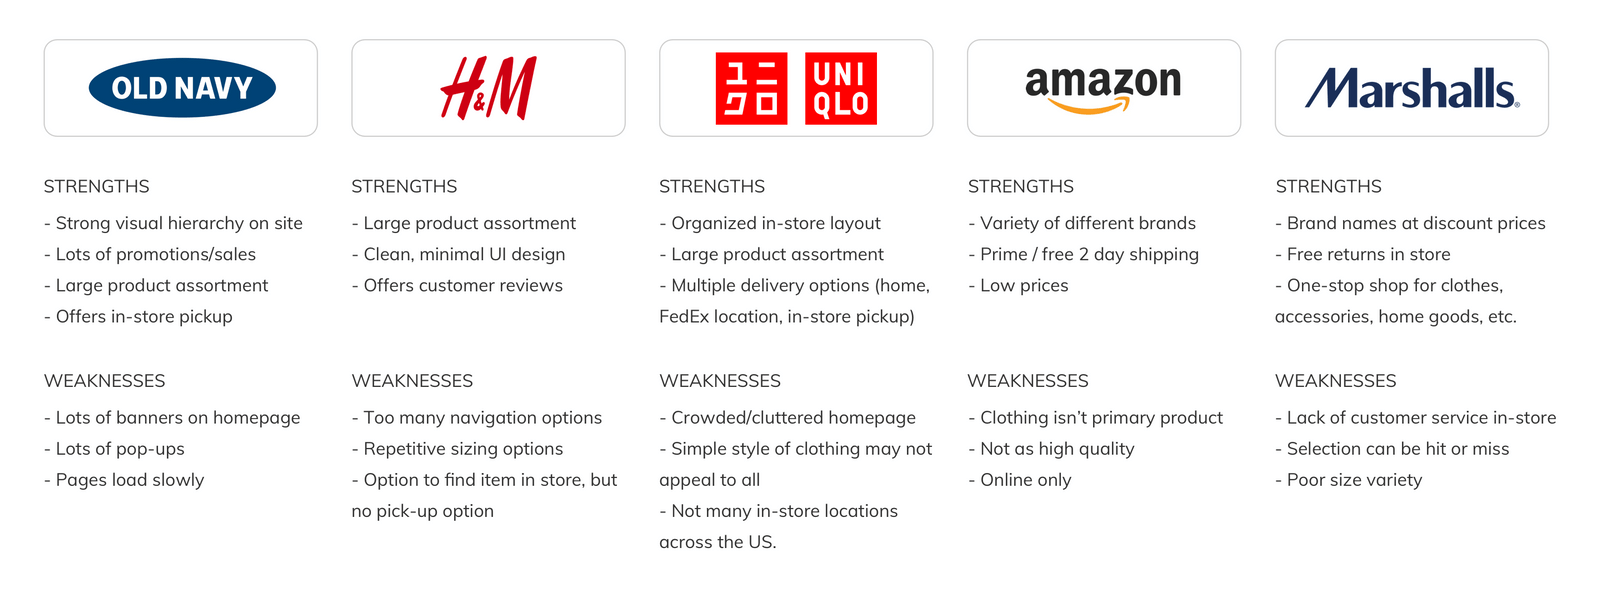 OLD NAVY
STRENGTHS
- Strong visual hierarchy on site
- Lots of promotions/sales
- Large product assortment
- Offers in-store pickup
WEAKNESSES
- Lots of banners on homepage
- Lots of pop-ups
- Pages load slowly
H&M
STRENGTHS
- Large product assortment
- Clean, minimal UI design
- Offers customer reviews
WEAKNESSES
- Too many navigation options
- Repetitive sizing options
- Option to find item in store, but
no pick-up option
ユニ
クロ
UNI
QLO
STRENGTHS
- Organized in-store layout
- Large product assortment
- Multiple delivery options (home,
FedEx location, in-store pickup)
WEAKNESSES
- Crowded/cluttered homepage
- Simple style of clothing may not
appeal to all
- Not many in-store locations
across the US.
amazon
STRENGTHS
- Variety of different brands
- Prime / free 2 day shipping
- Low prices
WEAKNESSES
- Clothing isn’t primary product
- Not as high quality
- Online only
Marshalls®
STRENGTHS
- Brand names at discount prices
- Free returns in store
- One-stop shop for clothes,
accessories, home goods, etc.
WEAKNESSES
- Lack of customer service in-store
- Selection can be hit or miss
- Poor size variety